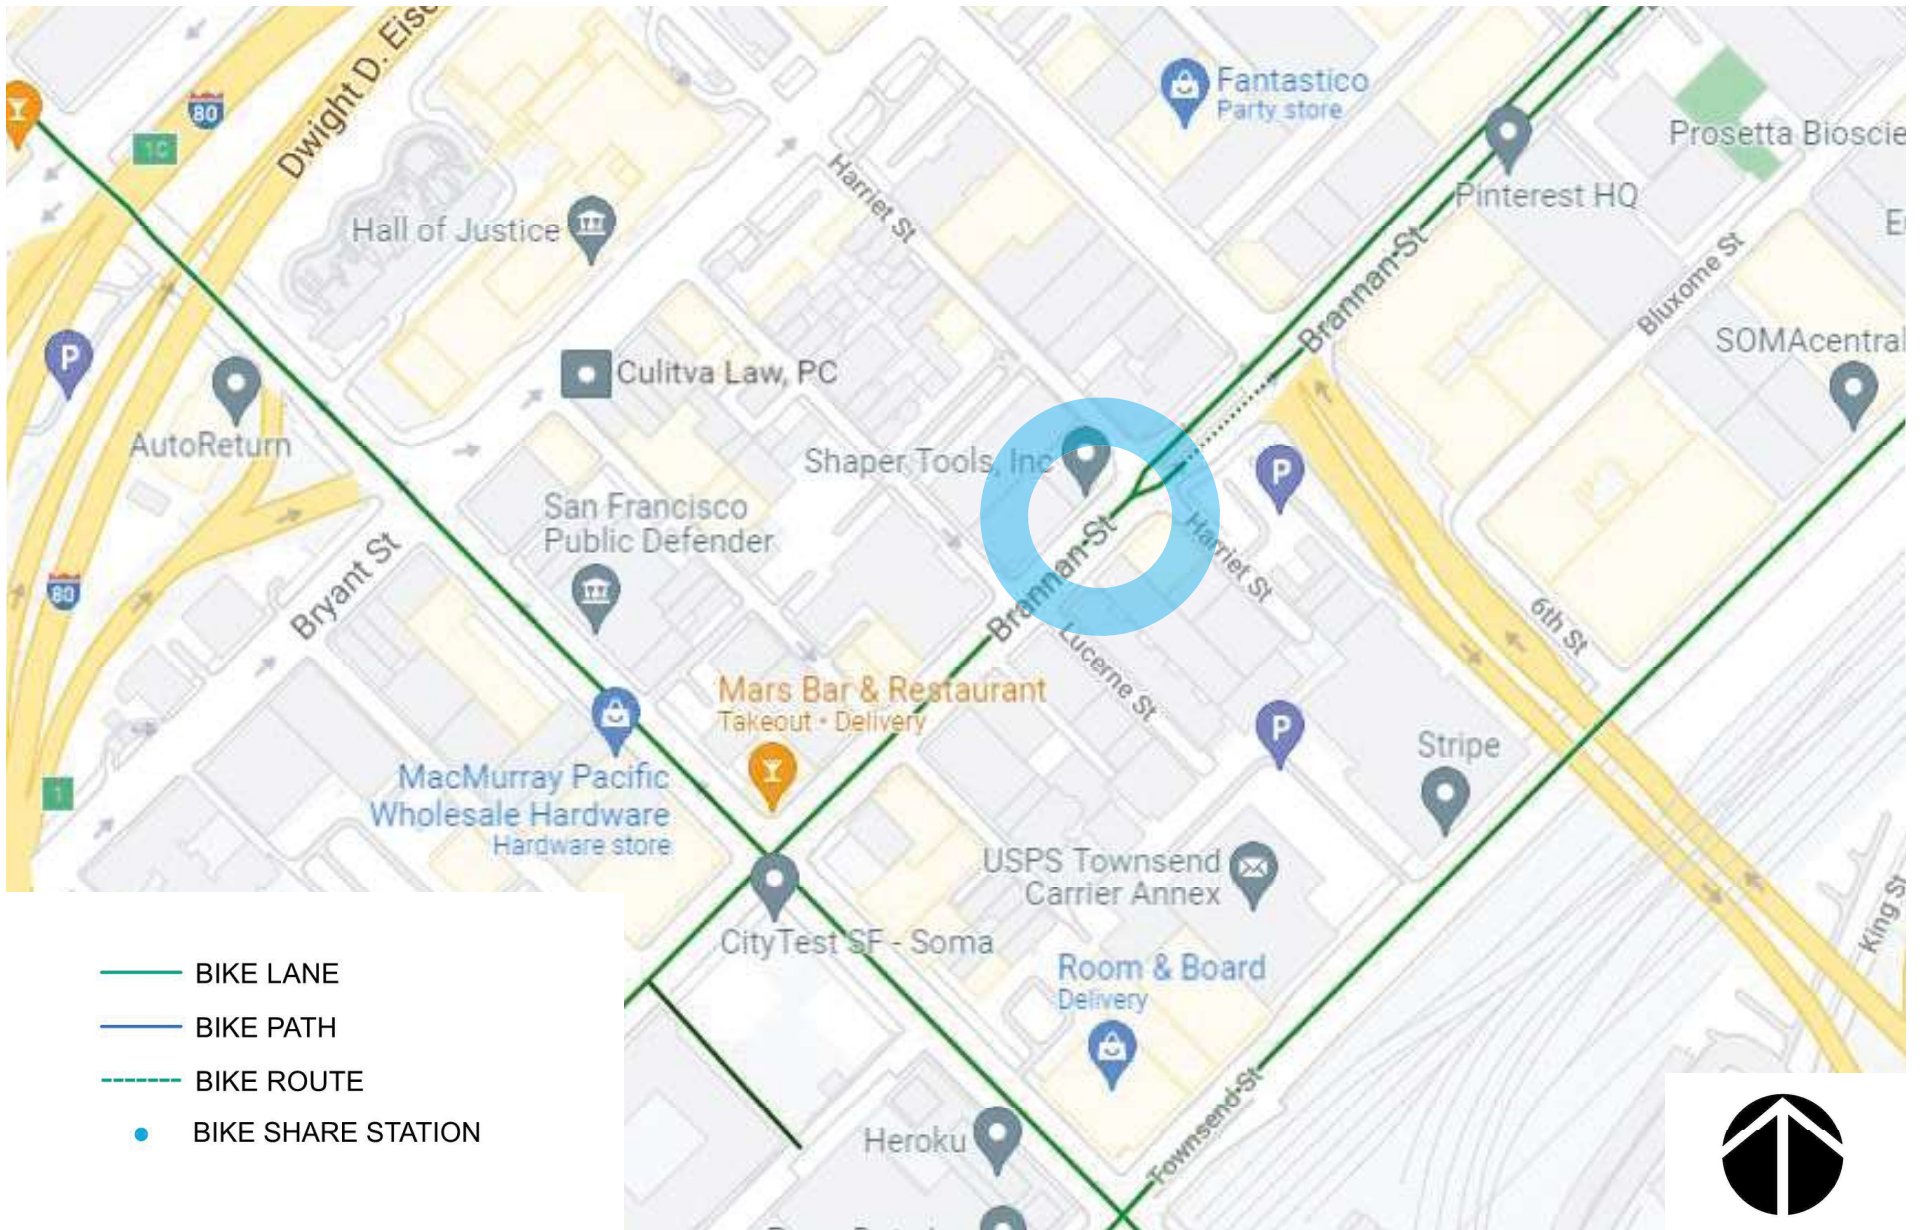 Dwight D. Eise
80
1C
Fantastico
Party store
Prosetta Bioscie
Pinterest HQ
Harriet St
Hall of Justice
E
Brannan St
Bluxome St
SOMAcentral
P
Culitva Law, PC
AutoReturn
Shaper Tools, Inc
P
San Francisco
Public Defender
Brannan St
Harriet St
Bryant St
80
6th St
Lucerne St
Mars Bar & Restaurant
Takeout • Delivery
P
Stripe
MacMurray Pacific
Wholesale Hardware
Hardware store
1
USPS Townsend
Carrier Annex
King St
CityTest SF - Soma
Room & Board
Delivery
Townsend St
Heroku
BIKE LANE
BIKE PATH
BIKE ROUTE
BIKE SHARE STATION